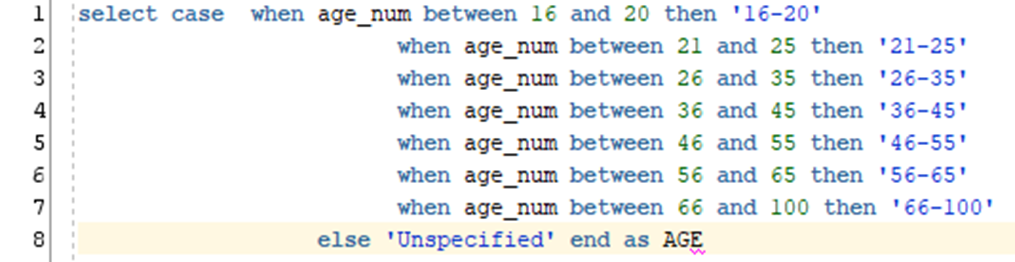 1 select case  when age_num between 16 and 20 then '16-20'
2 when age_num between 21 and 25 then '21-25'
3 when age_num between 26 and 35 then '26-35'
4 when age_num between 36 and 45 then '36-45'
5 when age_num between 46 and 55 then '46-55'
6 when age_num between 56 and 65 then '56-65'
7 when age_num between 66 and 100 then '66-100'
8 else 'Unspecified' end as AGE